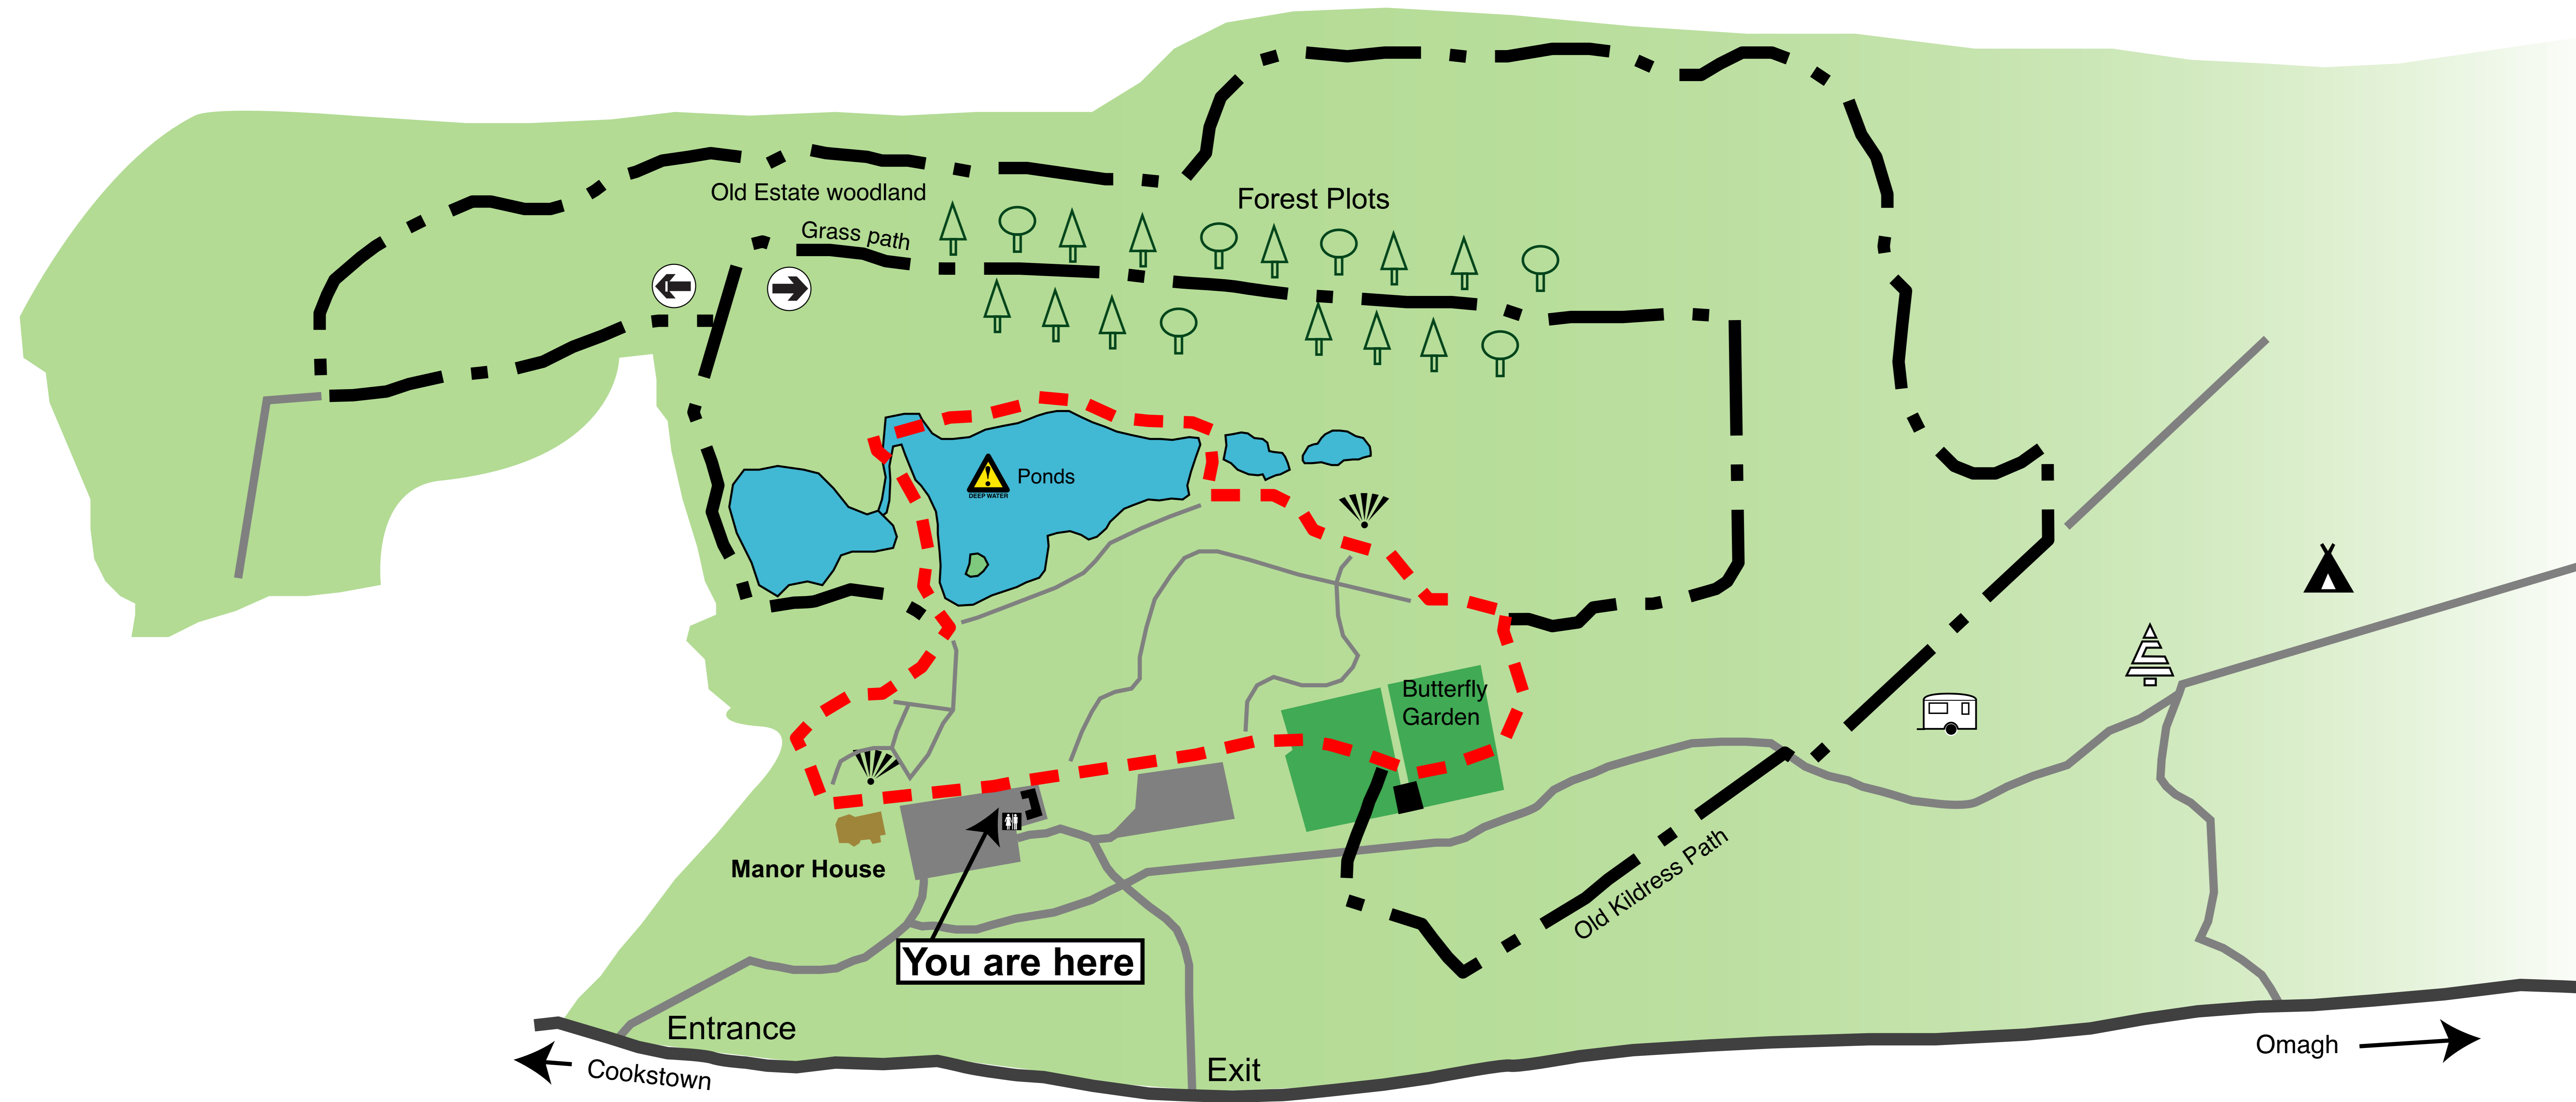 Old Estate woodland
Forest Plots
Grass path
Ponds
DEEP WATER
Butterfly
Garden
Manor House
Old Kildress Path
You are here
Entrance
Cookstown
Exit
Omagh